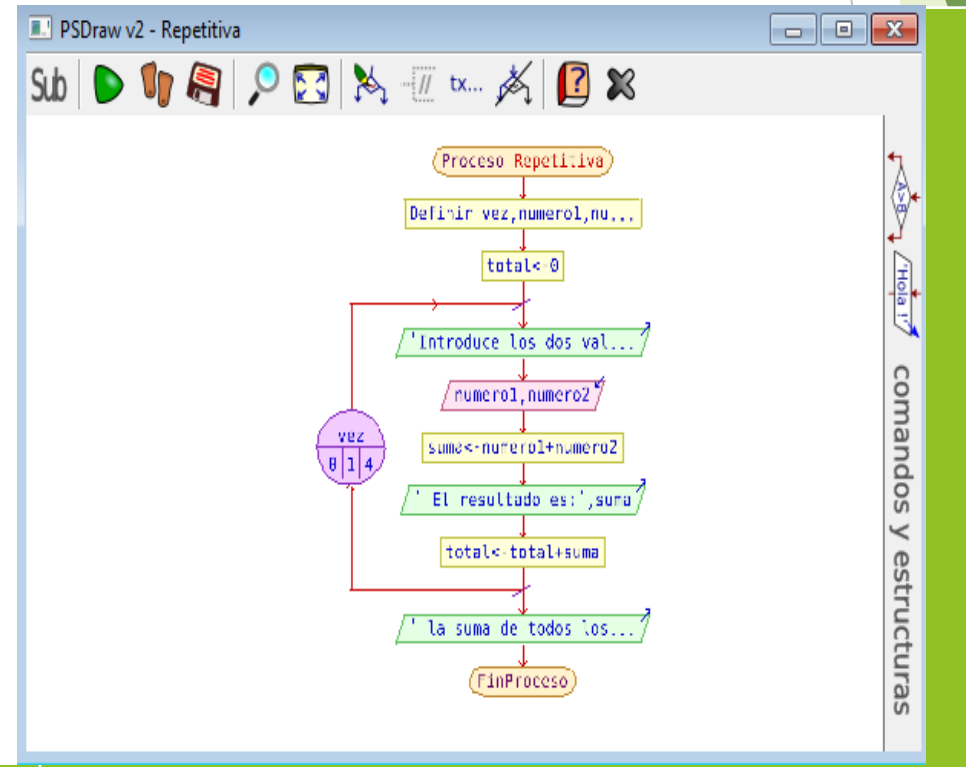 PSDraw v2 - Repetitiva
Sub
tx...
?
Proceso Repetitiva
Definir vez,numero1,nu...
total<-0
'Introduce los dos val...
numero1,numero2
vez
0 1 4
suma<-numero1+numero2
' El resultado es:',suma
total<-total+suma
' la suma de todos los...
FinProceso
A>B
'Hola !'
comandos y estructuras